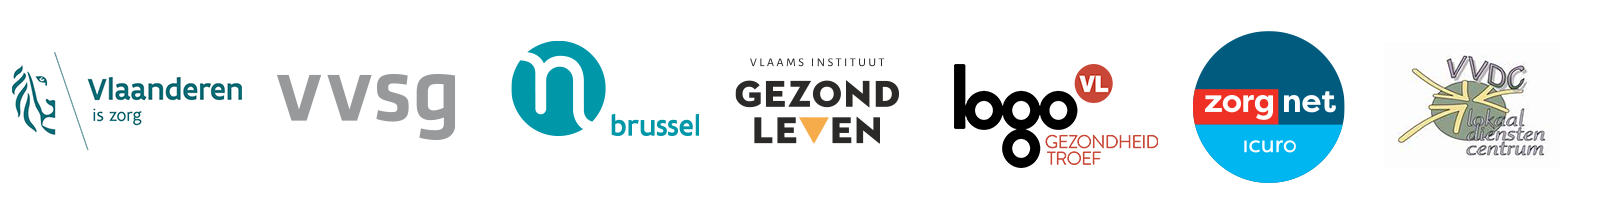 Vlaanderen
is zorg
vvsg
n
brussel
VLAAMS INSTITUUT
GEZOND
LEVEN
logo
VL
GEZONDHEID
TROEF
zorg net
icuro
VVDC
lokaal
diensten
centrum